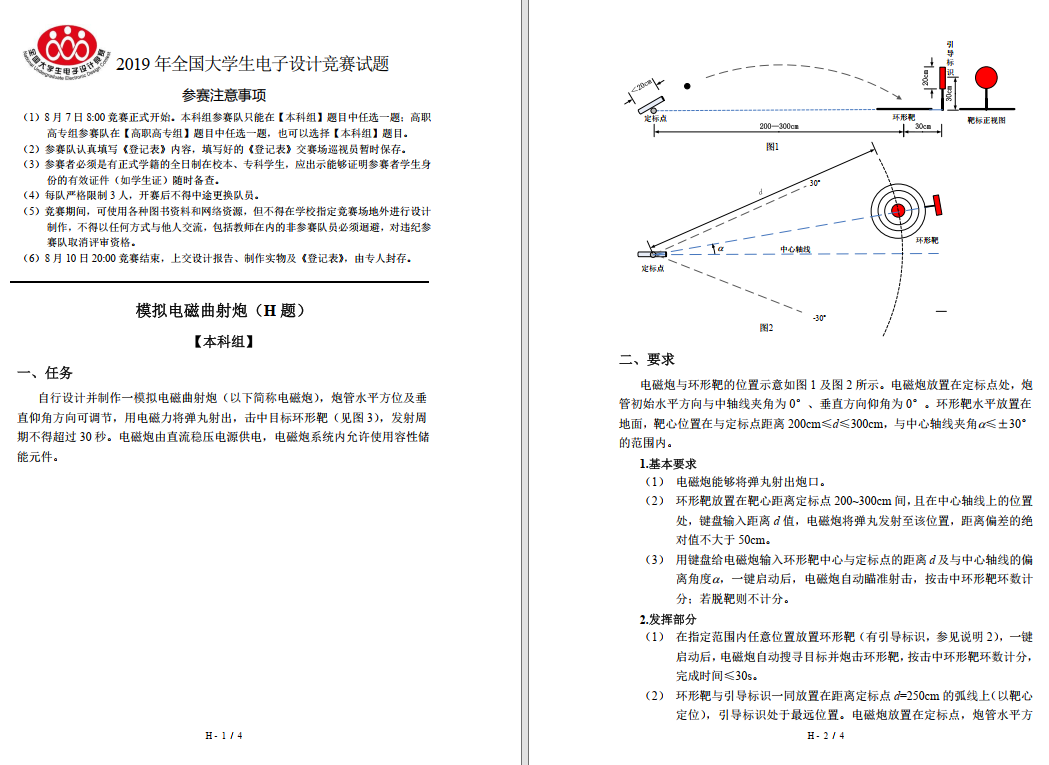 全国大学生电子设计竞赛
National Undergraduate Electronic Design Contest
2019 年全国大学生电子设计竞赛试题
参赛注意事项
（1）8 月 7 日 8:00 竞赛正式开始。本科组参赛队只能在【本科组】题目中任选一题；高职
高专组参赛队在【高职高专组】题目中任选一题，也可以选择【本科组】题目。
（2）参赛队认真填写《登记表》内容，填写好的《登记表》交赛场巡视员暂时保存。
（3）参赛者必须是有正式学籍的全日制在校本、专科学生，应出示能够证明参赛者学生身
份的有效证件（如学生证）随时备查。
（4）每队严格限制 3 人，开赛后不得中途更换队员。
（5）竞赛期间，可使用各种图书资料和网络资源，但不得在学校指定竞赛场地外进行设计
制作，不得以任何方式与他人交流，包括教师在内的非参赛队员必须迴避，对违纪参
赛队取消评审资格。
（6）8 月 10 日 20:00 竞赛结束，上交设计报告、制作实物及《登记表》，由专人封存。
模拟电磁曲射炮（H 题）
【本科组】
一、任务
自行设计并制作一模拟电磁曲射炮（以下简称电磁炮），炮管水平方位及垂
直仰角方向可调节，用电磁力将弹丸射出，击中目标环形靶（见图 3），发射周
期不得超过 30 秒。电磁炮由直流稳压电源供电，电磁炮系统内允许使用容性储
能元件。
H - 1 / 4
引导标识
20cm
30cm
<20cm
定标点
环形靶
靶标正视图
200—300cm
30cm
图1
d
30°
α
中心轴线
环形靶
定标点
-30°
图2
二、要求
电磁炮与环形靶的位置示意如图 1 及图 2 所示。电磁炮放置在定标点处，炮
管初始水平方向与中轴线夹角为 0°、垂直方向仰角为 0°。环形靶水平放置在
地面，靶心位置在与定标点距离 200cm≤d≤300cm，与中心轴线夹角α≤±30°
的范围内。
1.基本要求
（1） 电磁炮能够将弹丸射出炮口。
（2） 环形靶放置在靶心距离定标点 200~300cm 间，且在中心轴线上的位置
处，键盘输入距离 d 值，电磁炮将弹丸发射至该位置，距离偏差的绝
对值不大于 50cm。
（3） 用键盘给电磁炮输入环形靶中心与定标点的距离 d 及与中心轴线的偏
离角度α，一键启动后，电磁炮自动瞄准射击，按击中环形靶环数计
分；若脱靶则不计分。
2.发挥部分
（1） 在指定范围内任意位置放置环形靶（有引导标识，参见说明 2），一键
启动后，电磁炮自动搜寻目标并炮击环形靶，按击中环形靶环数计分，
完成时间≤30s。
（2） 环形靶与引导标识一同放置在距离定标点 d=250cm 的弧线上（以靶心
定位），引导标识处于最远位置。电磁炮放置在定标点，炮管水平方
H - 2 / 4